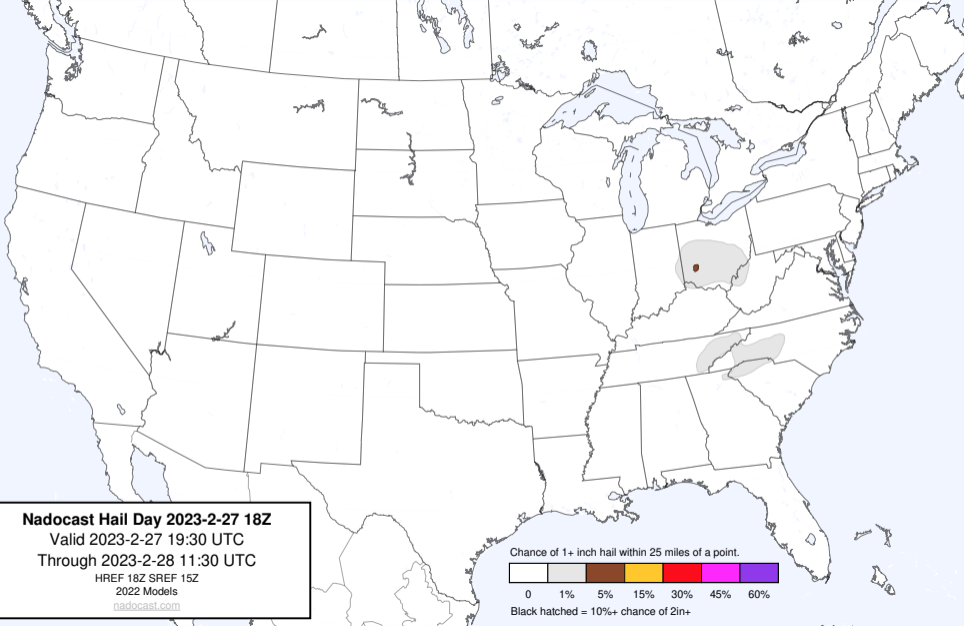 Nadocast Hail Day 2023-2-27 18Z
Valid 2023-2-27 19:30 UTC
Through 2023-2-28 11:30 UTC
HREF 18Z SREF 15Z
2022 Models
nadocast.com
Chance of 1+ inch hail within 25 miles of a point.
0 1% 5% 15% 30% 45% 60%
Black hatched = 10%+ chance of 2in+